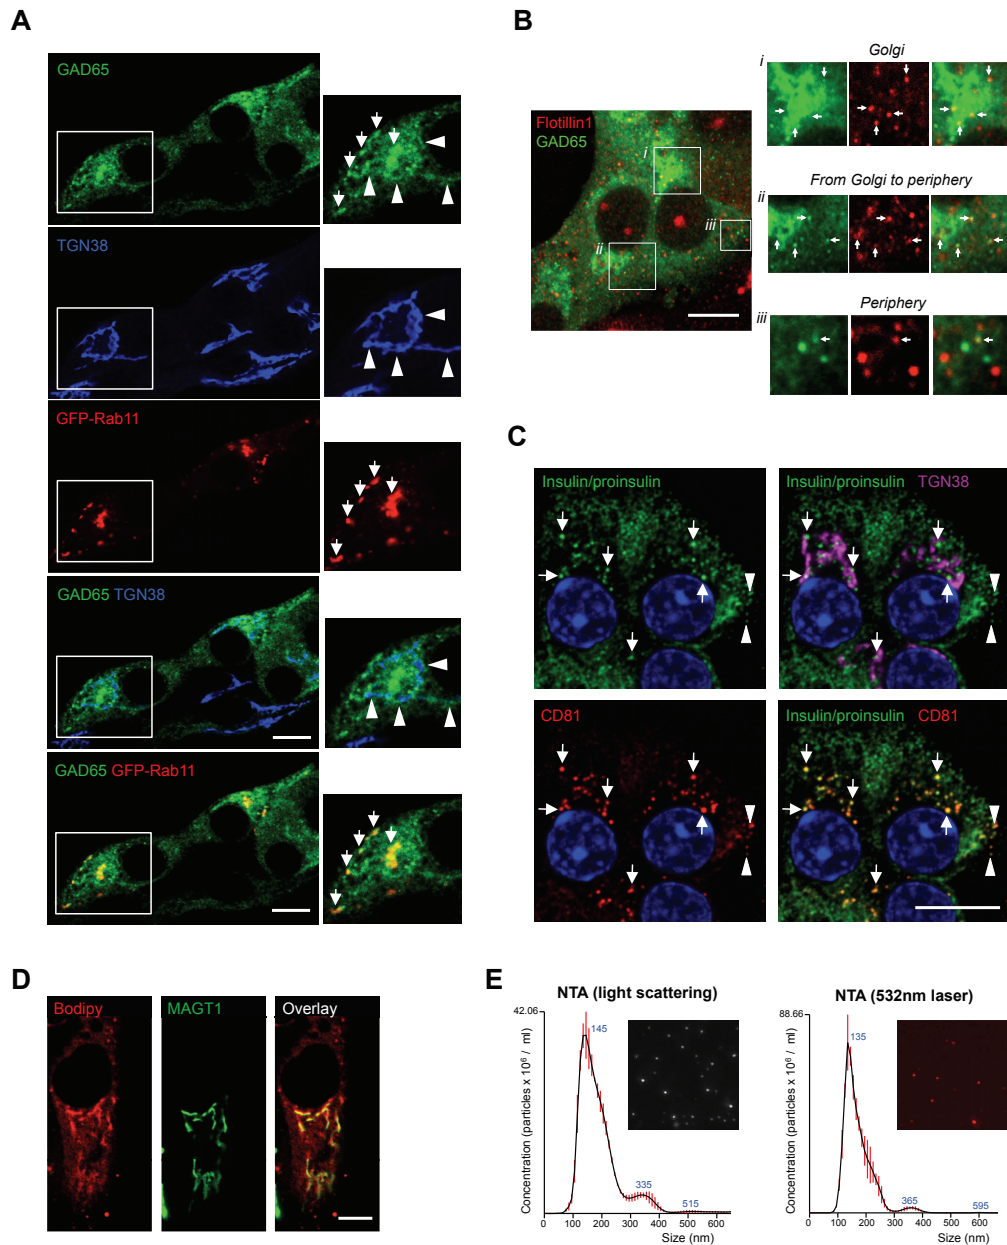 A
GAD65
TGN38
GFP-Rab11
GAD65 TGN38
GAD65 GFP-Rab11
B
Flotillin1
GAD65
i
ii
iii
Golgi
i
From Golgi to periphery
ii
Periphery
iii
C
Insulin/proinsulin
Insulin/proinsulin TGN38
CD81
Insulin/proinsulin CD81
D
Bodipy
MAGT1
Overlay
E
NTA (light scattering)
42.06
Concentration (particles x 10⁶ / ml)
145
335
515
0 100 200 300 400 500 600
Size (nm)
NTA (532nm laser)
88.66
Concentration (particles x 10⁶ / ml)
135
365
595
0 100 200 300 400 500 600
Size (nm)